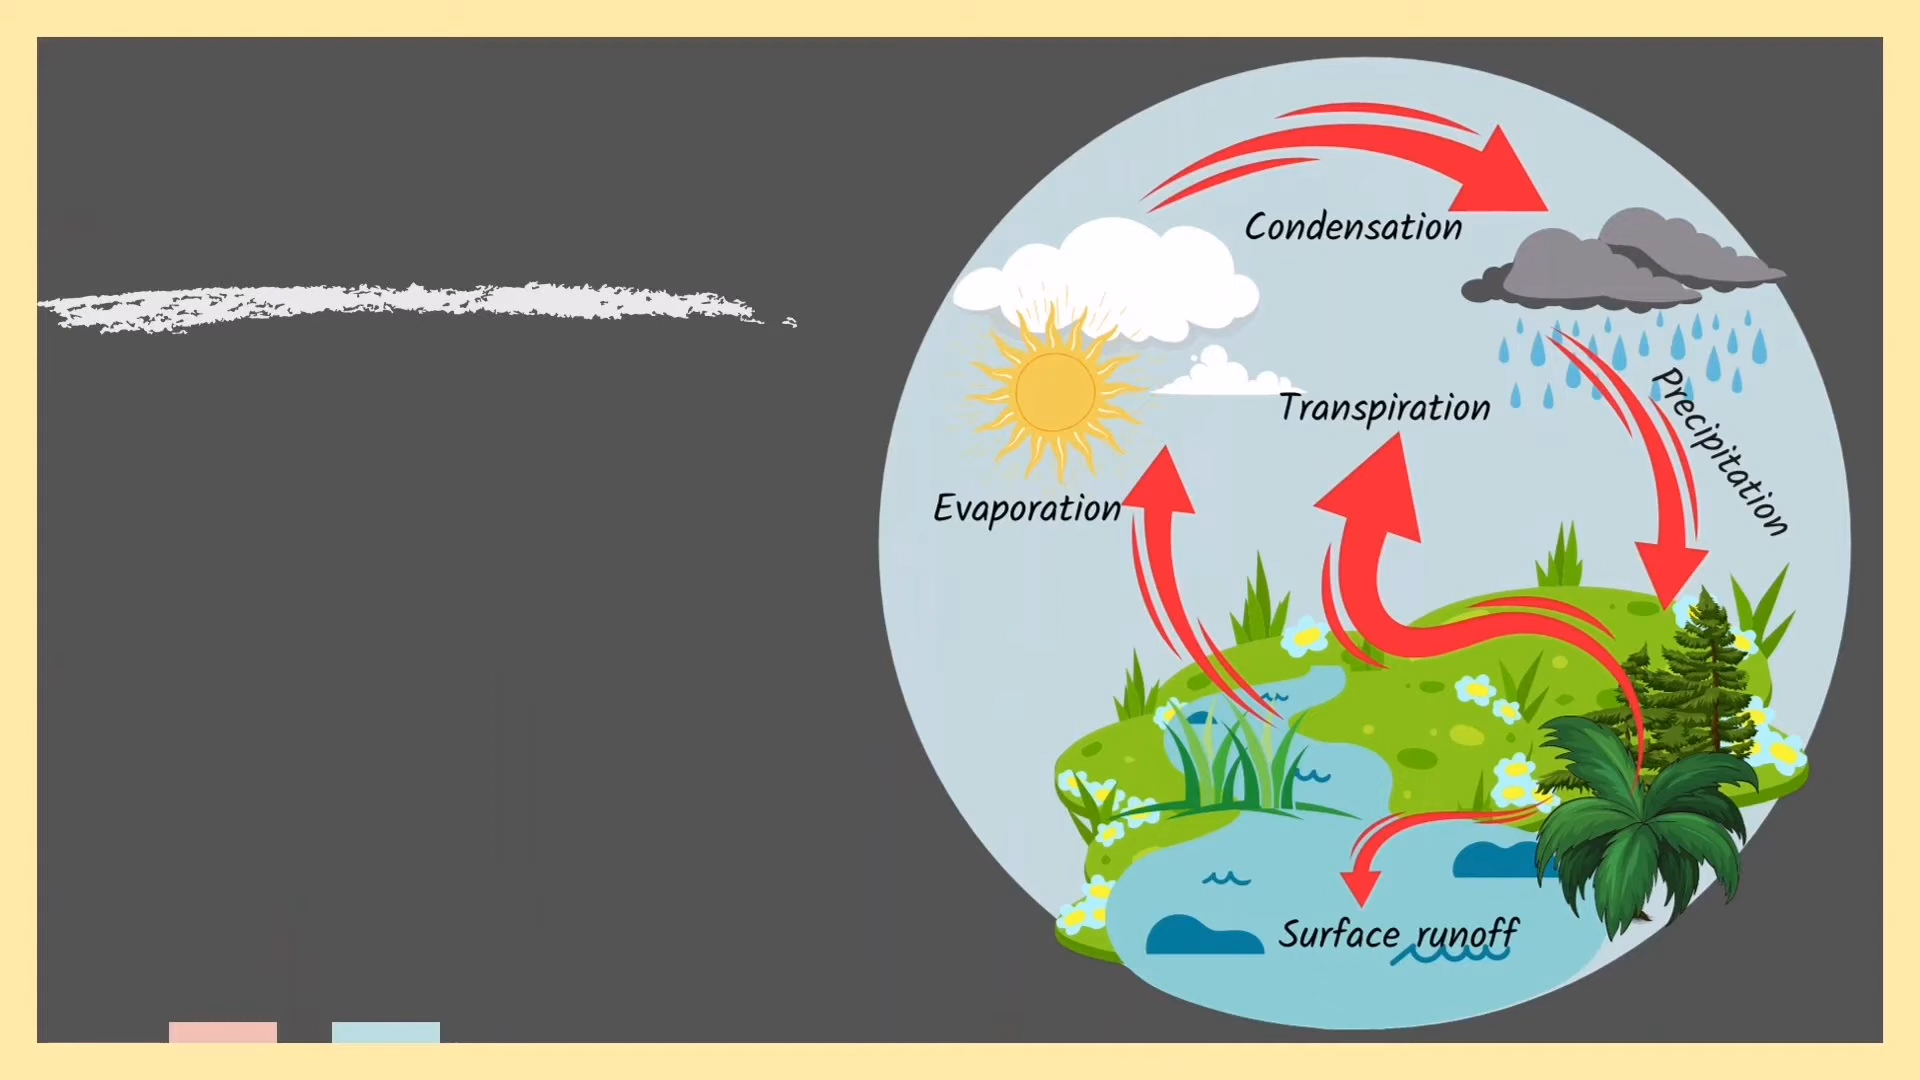 Condensation
Transpiration
Precipitation
Evaporation
Surface runoff